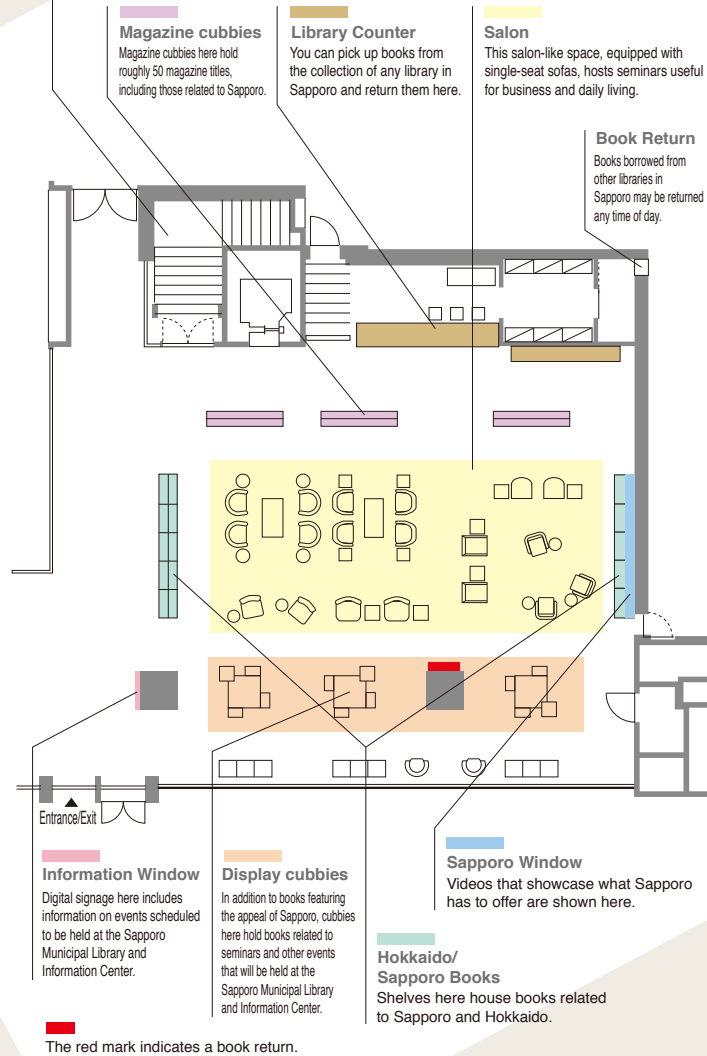 Magazine cubbies
Magazine cubbies here hold
roughly 50 magazine titles,
including those related to Sapporo.
Library Counter
You can pick up books from
the collection of any library in
Sapporo and return them here.
Salon
This salon-like space, equipped with
single-seat sofas, hosts seminars useful
for business and daily living.
Book Return
Books borrowed from
other libraries in
Sapporo may be returned
any time of day.
Entrance/Exit
Information Window
Digital signage here includes
information on events scheduled
to be held at the Sapporo
Municipal Library and
Information Center.
Display cubbies
In addition to books featuring
the appeal of Sapporo, cubbies
here hold books related to
seminars and other events
that will be held at the
Sapporo Municipal Library
and Information Center.
Sapporo Window
Videos that showcase what Sapporo
has to offer are shown here.
Hokkaido/
Sapporo Books
Shelves here house books related
to Sapporo and Hokkaido.
The red mark indicates a book return.